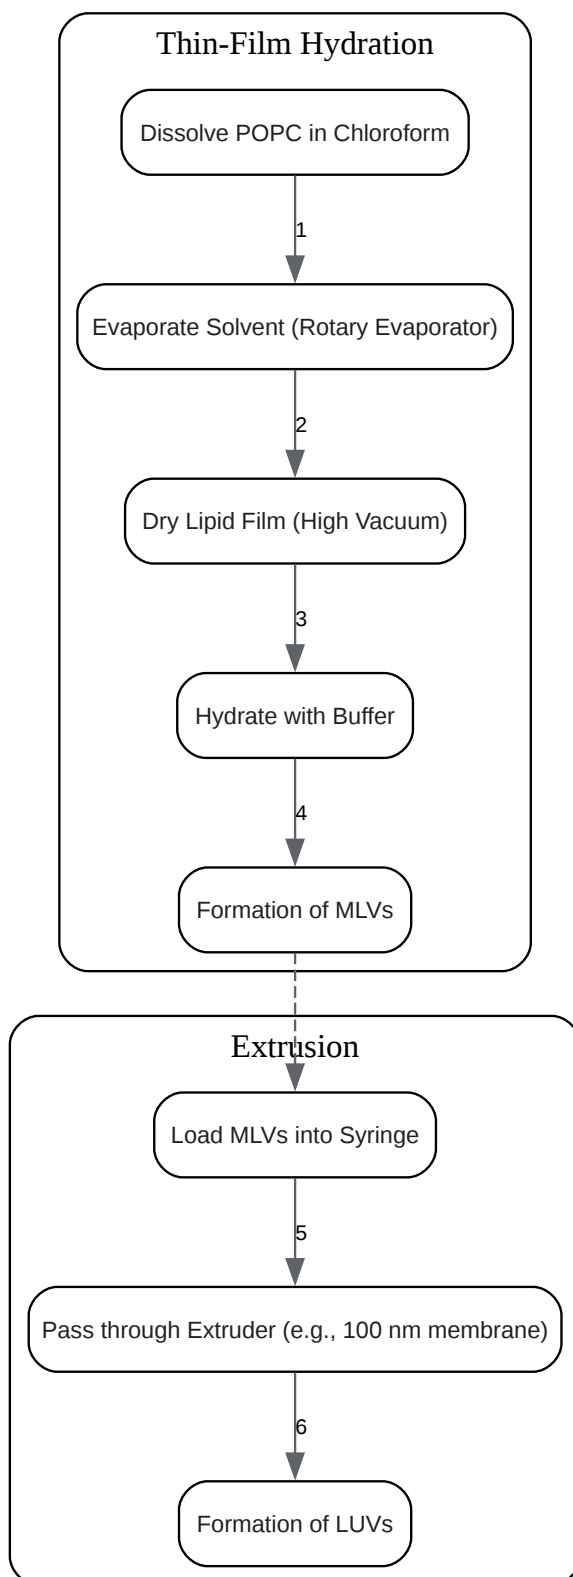 Thin-Film Hydration
Dissolve POPC in Chloroform
1
Evaporate Solvent (Rotary Evaporator)
2
Dry Lipid Film (High Vacuum)
3
Hydrate with Buffer
4
Formation of MLVs
Extrusion
Load MLVs into Syringe
5
Pass through Extruder (e.g., 100 nm membrane)
6
Formation of LUVs